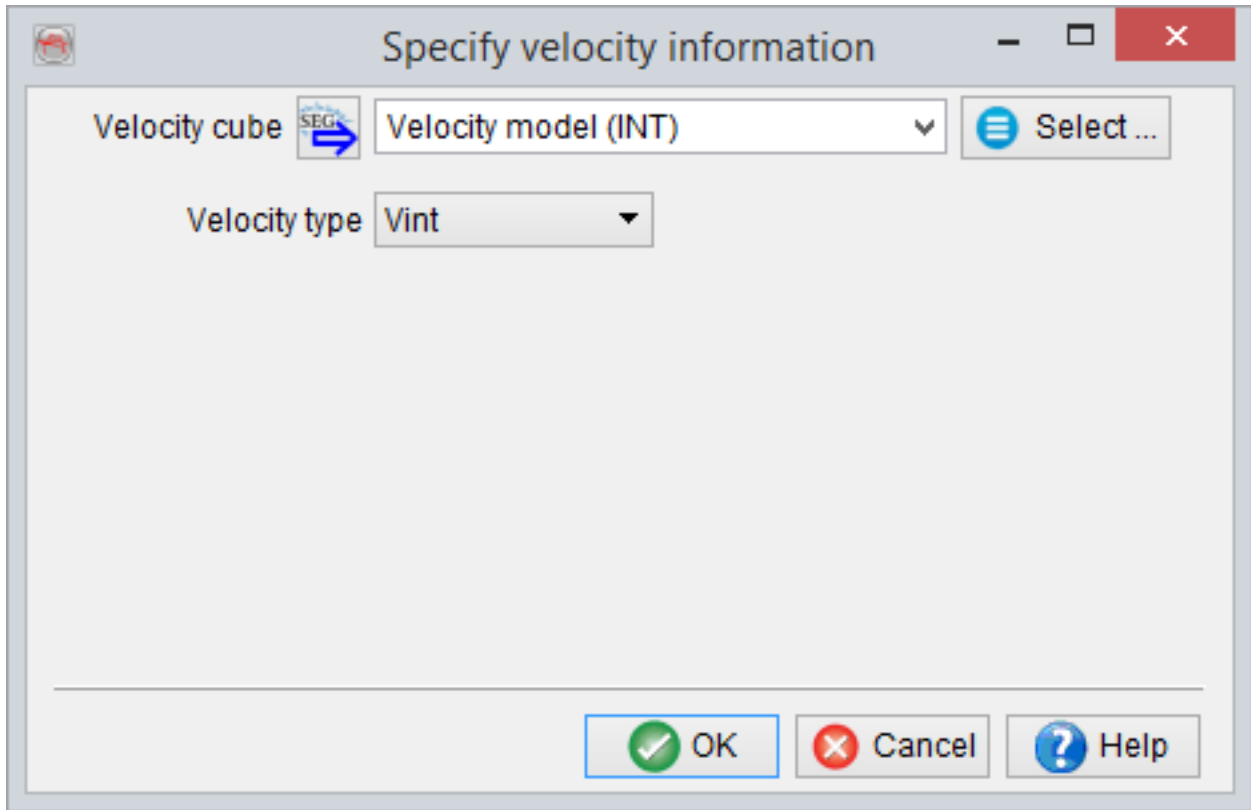 Specify velocity information
Velocity cube SEG Velocity model (INT) Select ...
Velocity type Vint
OK Cancel Help